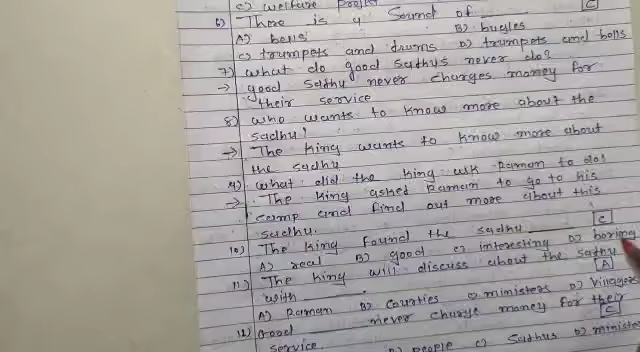 c) welfare Project
6) There is a Sound of ______ [C]
A) bells B) bugles
c) trumpets and drums D) trumpets and bells
7) what do good sadhus never do?
→ good sadhu never charges money for
their service
8) who wants to know more about the
sadhu?
→ The king wants to know more about
the sadhu
9) what did the king ask Raman to do?
→ The king asked Raman to go to his
camp and find out more about this
sadhu.
10) The king found the sadhu ______ [C]
A) real B) good c) interesting D) boring
11) The king will discuss about the sadhu
with ______. [A]
A) Raman B) Courties c) ministers D) villagers
12) Good ______ never charge money for their [C]
service.
B) people c) Sadhus D) ministe